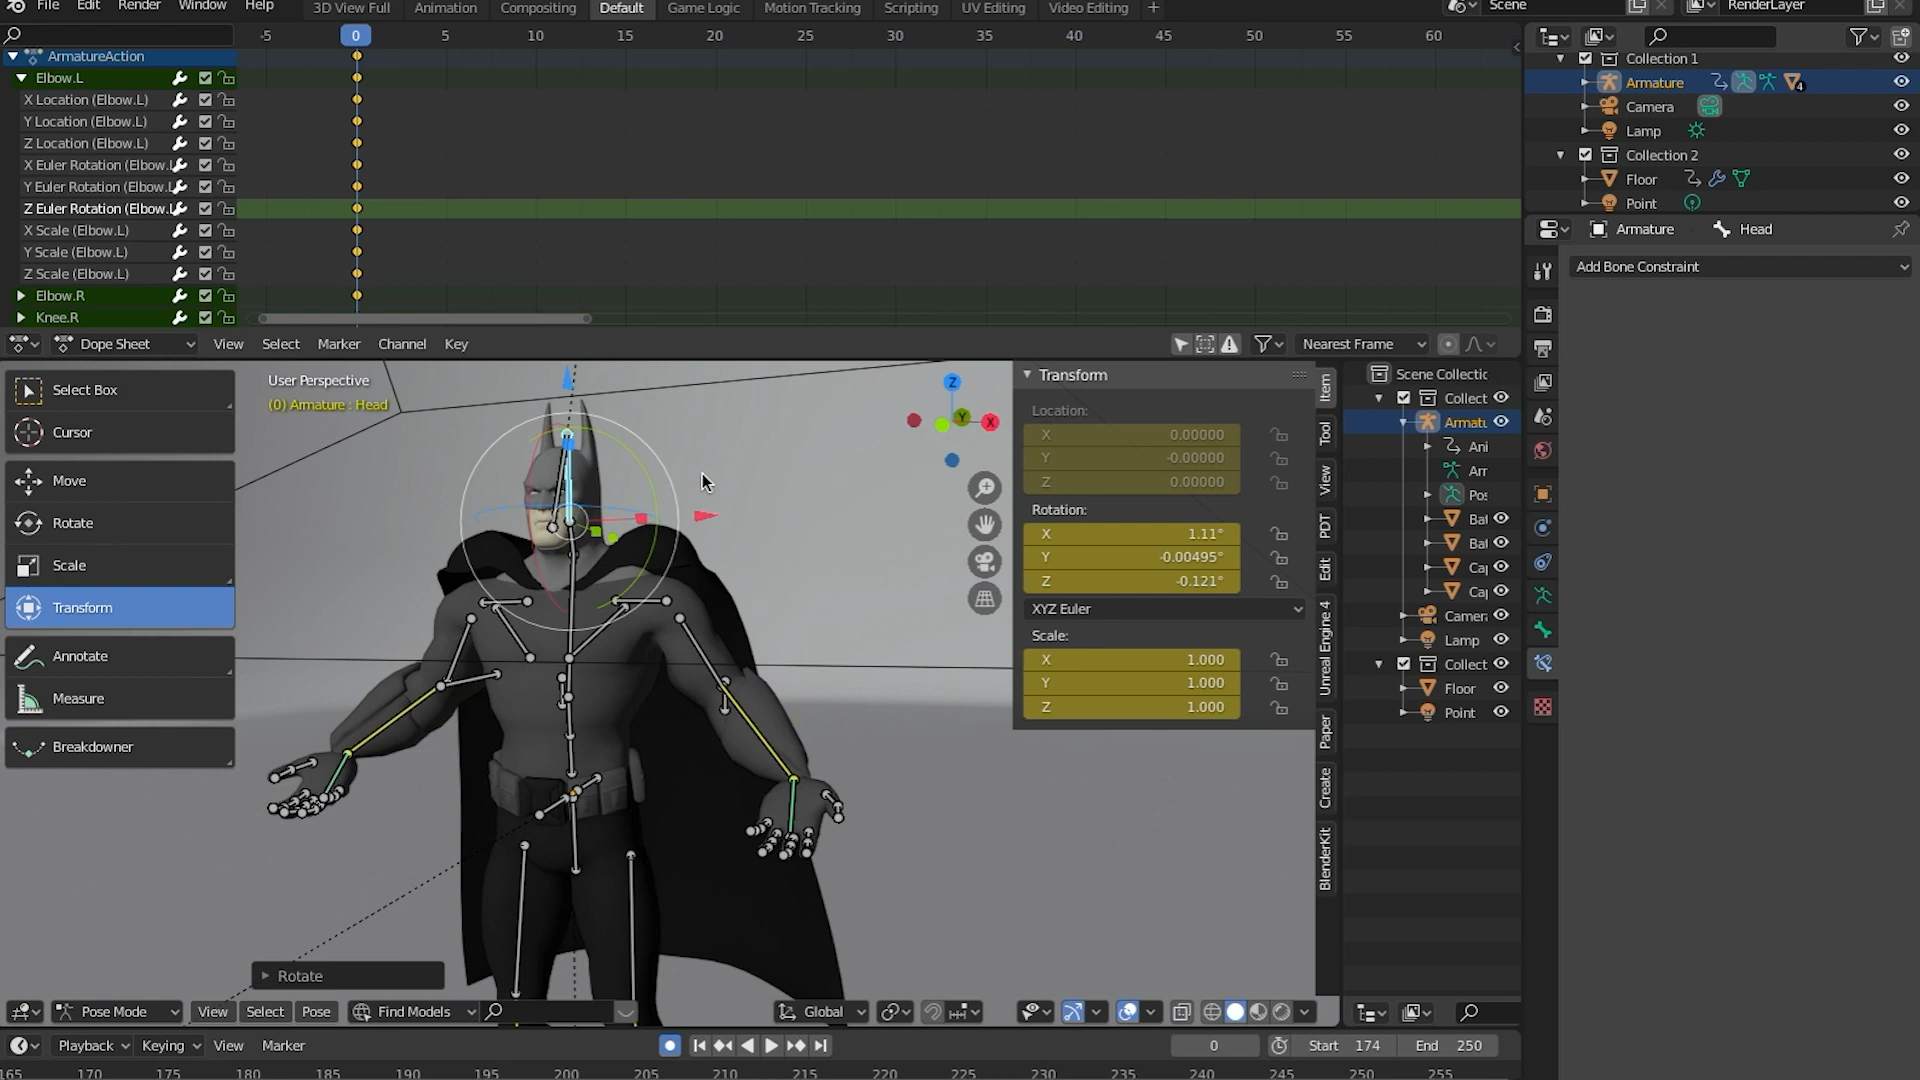 File Edit Render Window Help 3D View Full Animation Compositing Default Game Logic Motion Tracking Scripting UV Editing Video Editing + Scene RenderLayer
-5 0 5 10 15 20 25 30 35 40 45 50 55 60
ArmatureAction
Elbow.L
X Location (Elbow.L)
Y Location (Elbow.L)
Z Location (Elbow.L)
X Euler Rotation (Elbow.L
Y Euler Rotation (Elbow.L
Z Euler Rotation (Elbow.L
X Scale (Elbow.L)
Y Scale (Elbow.L)
Z Scale (Elbow.L)
Elbow.R
Knee.R
Dope Sheet View Select Marker Channel Key Nearest Frame
Collection 1
Armature 4
Camera
Lamp
Collection 2
Floor
Point
Armature Head
Add Bone Constraint
Select Box
Cursor
Move
Rotate
Scale
Transform
Annotate
Measure
Breakdowner
User Perspective
(0) Armature : Head
Z
Y
X
Transform
Location:
X 0.00000
Y -0.00000
Z 0.00000
Rotation:
X 1.11°
Y -0.00495°
Z -0.121°
XYZ Euler
Scale:
X 1.000
Y 1.000
Z 1.000
Item
Tool
View
PDT
Edit
Unreal Engine 4
Paper
Create
BlenderKit
Scene Collectic
Collect
Armatu
Ani
Arr
Pos
Bat
Bat
Cap
Cap
Camera
Lamp
Collect
Floor
Point
Rotate
Pose Mode View Select Pose Find Models Global
Playback Keying View Marker 0 Start 174 End 250
165 170 175 180 185 190 195 200 205 210 215 220 225 230 235 240 245 250 255